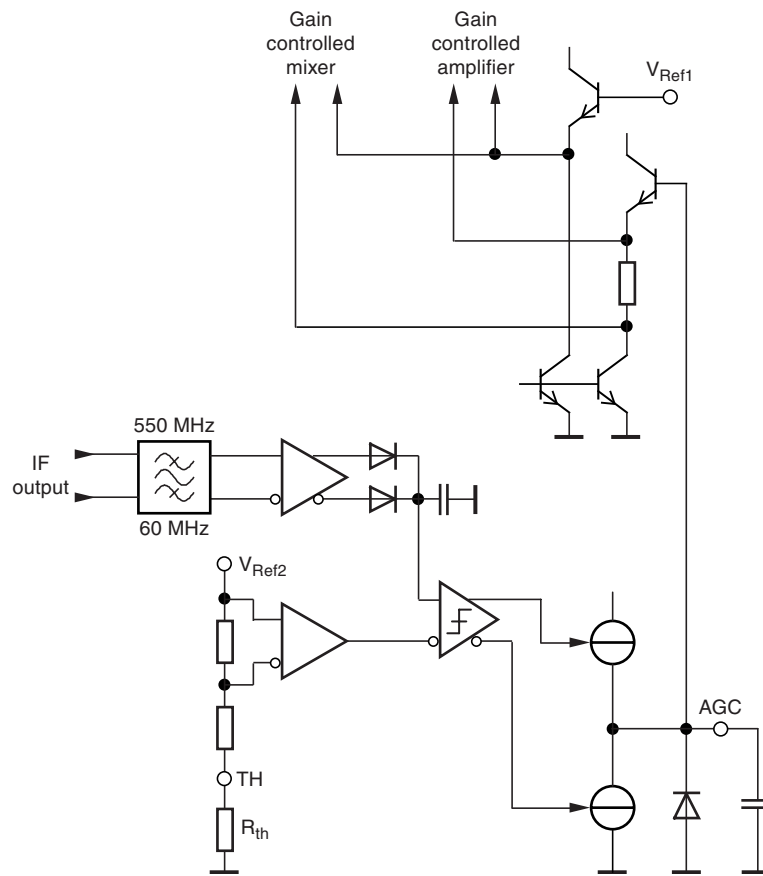 Gain
controlled
mixer
Gain
controlled
amplifier
VRef1
550 MHz
IF
output
60 MHz
VRef2
AGC
TH
Rth